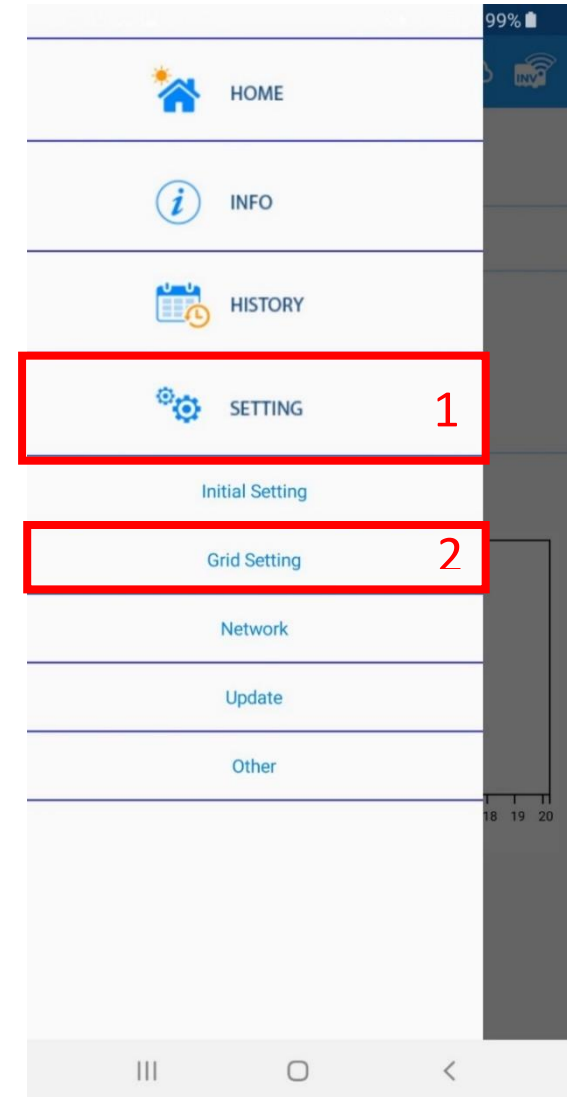 99%
INV
HOME
INFO
HISTORY
SETTING 1
Initial Setting
Grid Setting 2
Network
Update
Other
18 19 20